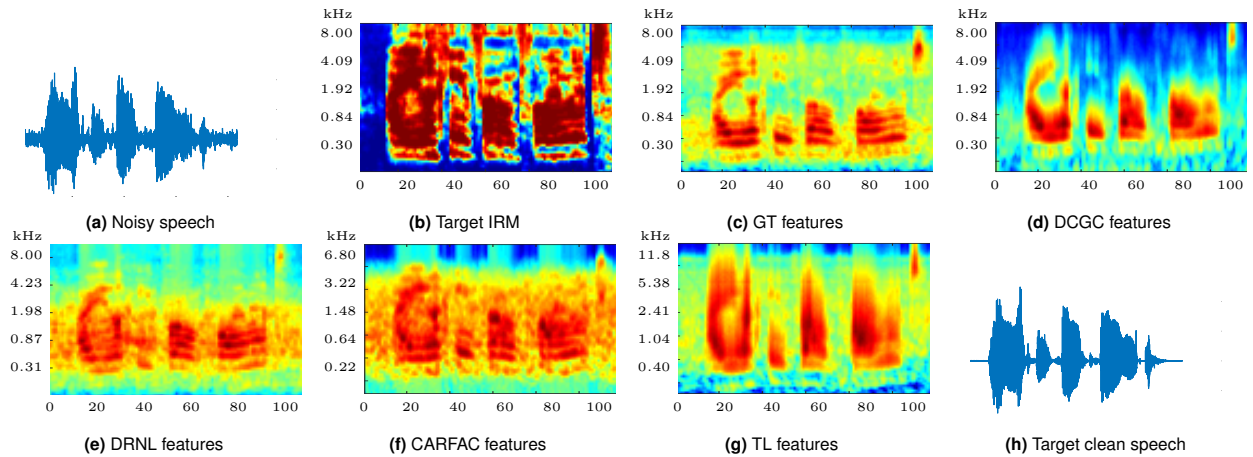 kHz
8.00
4.09
1.92
0.84
0.30
20 40 60 80 100
kHz
8.00
4.09
1.92
0.84
0.30
0 20 40 60 80 100
kHz
8.00
4.09
1.92
0.84
0.30
0 20 40 60 80 100
(a) Noisy speech
(b) Target IRM
(c) GT features
(d) DCGC features
kHz
8.00
4.23
1.98
0.87
0.31
0 20 40 60 80 100
kHz
6.80
3.22
1.48
0.64
0.22
0 20 40 60 80 100
kHz
11.8
5.38
2.41
1.04
0.40
0 20 40 60 80 100
(e) DRNL features
(f) CARFAC features
(g) TL features
(h) Target clean speech